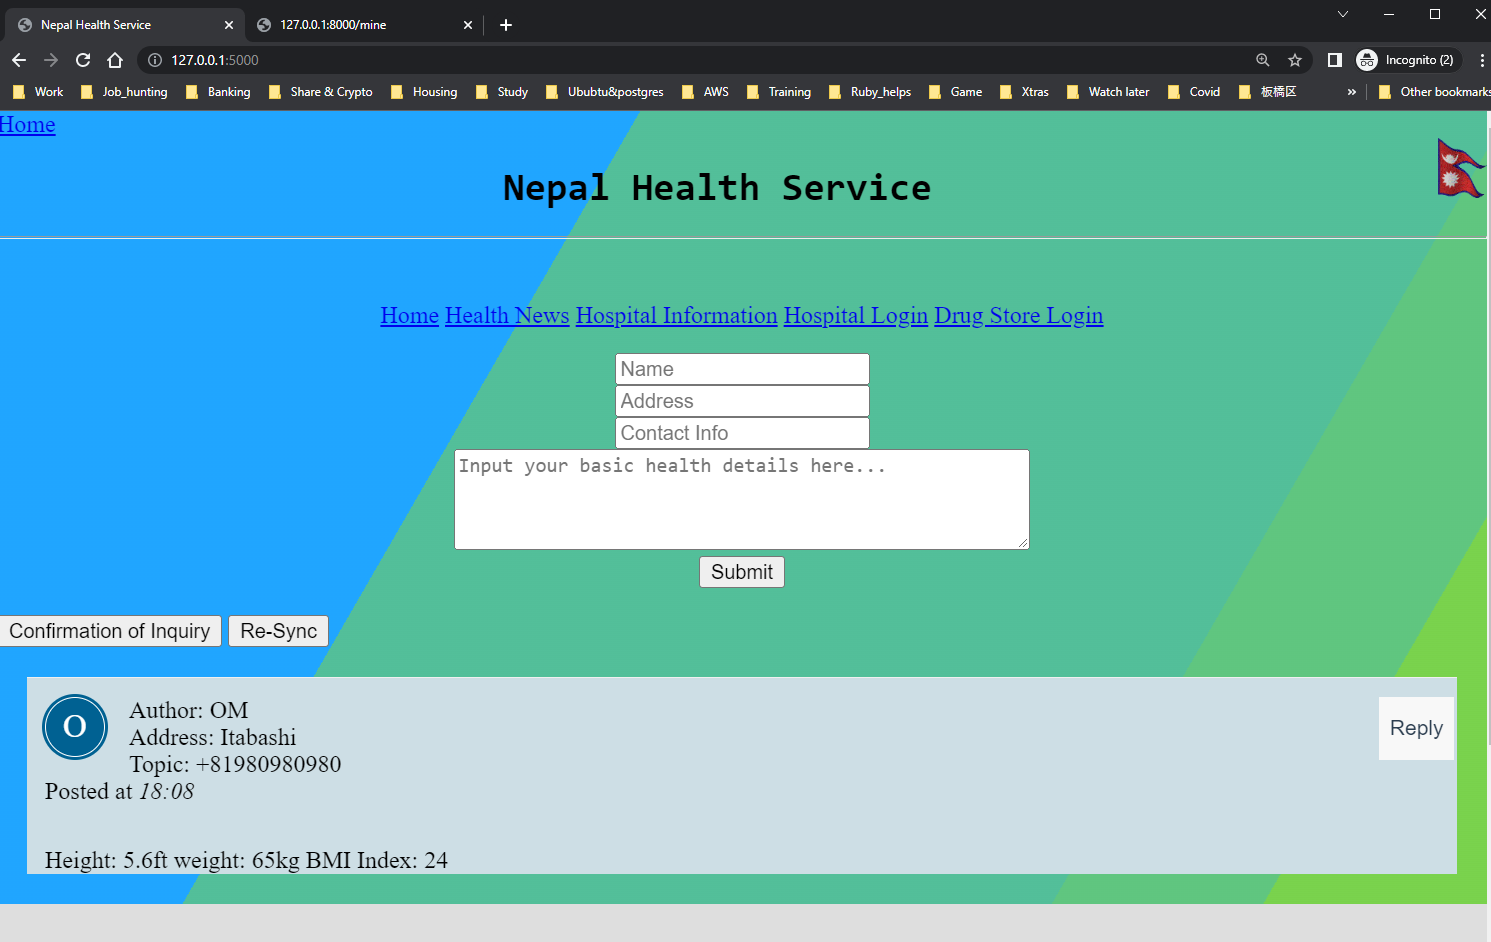 Nepal Health Service
127.0.0.1:8000/mine
127.0.0.1:5000
Incognito (2)
Work Job_hunting Banking Share & Crypto Housing Study Ububtu&postgres AWS Training Ruby_helps Game Xtras Watch later Covid 板橋区 » Other bookmarks
Home
Nepal Health Service
Home Health News Hospital Information Hospital Login Drug Store Login
Name
Address
Contact Info
Input your basic health details here...
Submit
Confirmation of Inquiry Re-Sync
O
Author: OM
Address: Itabashi
Topic: +81980980980
Reply
Posted at 18:08
Height: 5.6ft weight: 65kg BMI Index: 24